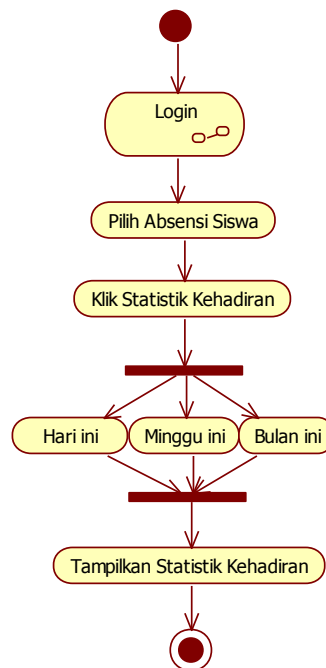 Login
Pilih Absensi Siswa
Klik Statistik Kehadiran
Hari ini
Minggu ini
Bulan ini
Tampilkan Statistik Kehadiran